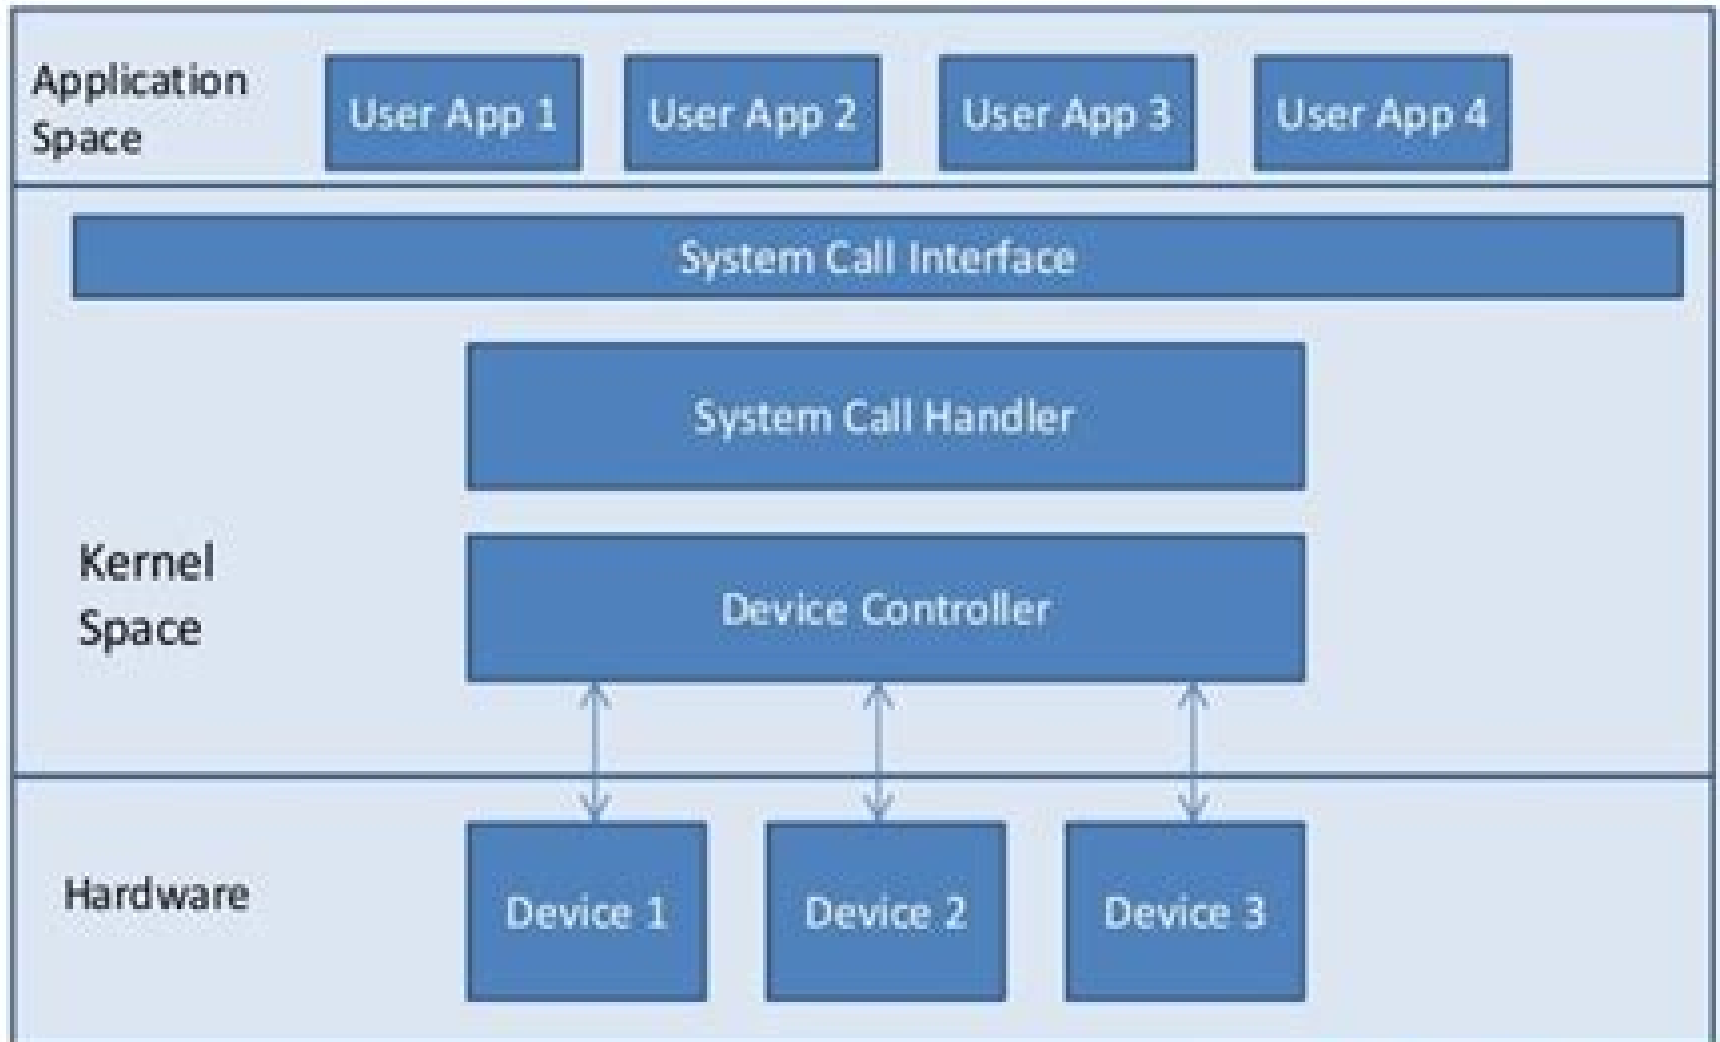 Application
Space
User App 1
User App 2
User App 3
User App 4
System Call Interface
System Call Handler
Kernel
Space
Device Controller
Hardware
Device 1
Device 2
Device 3